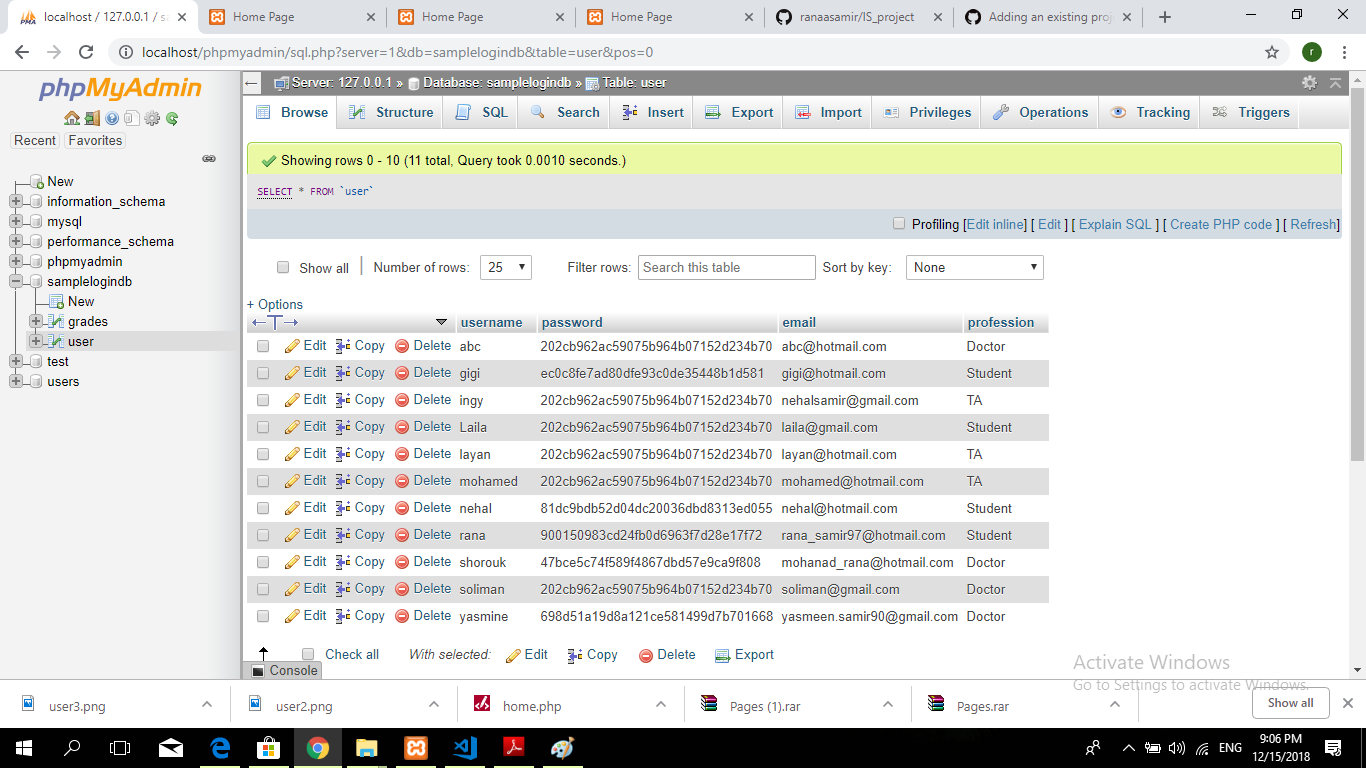 localhost / 127.0.0.1 / sa
Home Page
Home Page
Home Page
ranaasamir/IS_project
Adding an existing proj
localhost/phpmyadmin/sql.php?server=1&db=samplelogindb&table=user&pos=0
r
phpMyAdmin
Recent
Favorites
New
information_schema
mysql
performance_schema
phpmyadmin
samplelogindb
New
grades
user
test
users
Server: 127.0.0.1 » Database: samplelogindb » Table: user
Browse Structure SQL Search Insert Export Import Privileges Operations Tracking Triggers
Showing rows 0 - 10 (11 total, Query took 0.0010 seconds.)
SELECT * FROM `user`
Profiling [Edit inline] [ Edit ] [ Explain SQL ] [ Create PHP code ] [ Refresh]
Show all Number of rows: 25 Filter rows: Search this table Sort by key: None
+ Options
username password email profession
Edit Copy Delete abc 202cb962ac59075b964b07152d234b70 abc@hotmail.com Doctor
Edit Copy Delete gigi ec0c8fe7ad80dfe93c0de35448b1d581 gigi@hotmail.com Student
Edit Copy Delete ingy 202cb962ac59075b964b07152d234b70 nehalsamir@gmail.com TA
Edit Copy Delete Laila 202cb962ac59075b964b07152d234b70 laila@gmail.com Student
Edit Copy Delete layan 202cb962ac59075b964b07152d234b70 layan@hotmail.com TA
Edit Copy Delete mohamed 202cb962ac59075b964b07152d234b70 mohamed@hotmail.com TA
Edit Copy Delete nehal 81dc9bdb52d04dc20036dbd8313ed055 nehal@hotmail.com Student
Edit Copy Delete rana 900150983cd24fb0d6963f7d28e17f72 rana_samir97@hotmail.com Student
Edit Copy Delete shorouk 47bce5c74f589f4867dbd57e9ca9f808 mohanad_rana@hotmail.com Doctor
Edit Copy Delete soliman 202cb962ac59075b964b07152d234b70 soliman@gmail.com Doctor
Edit Copy Delete yasmine 698d51a19d8a121ce581499d7b701668 yasmeen.samir90@gmail.com Doctor
Check all With selected: Edit Copy Delete Export
Console
Activate Windows
Go to Settings to activate Windows.
user3.png
user2.png
home.php
Pages (1).rar
Pages.rar
Show all
ENG
9:06 PM
12/15/2018